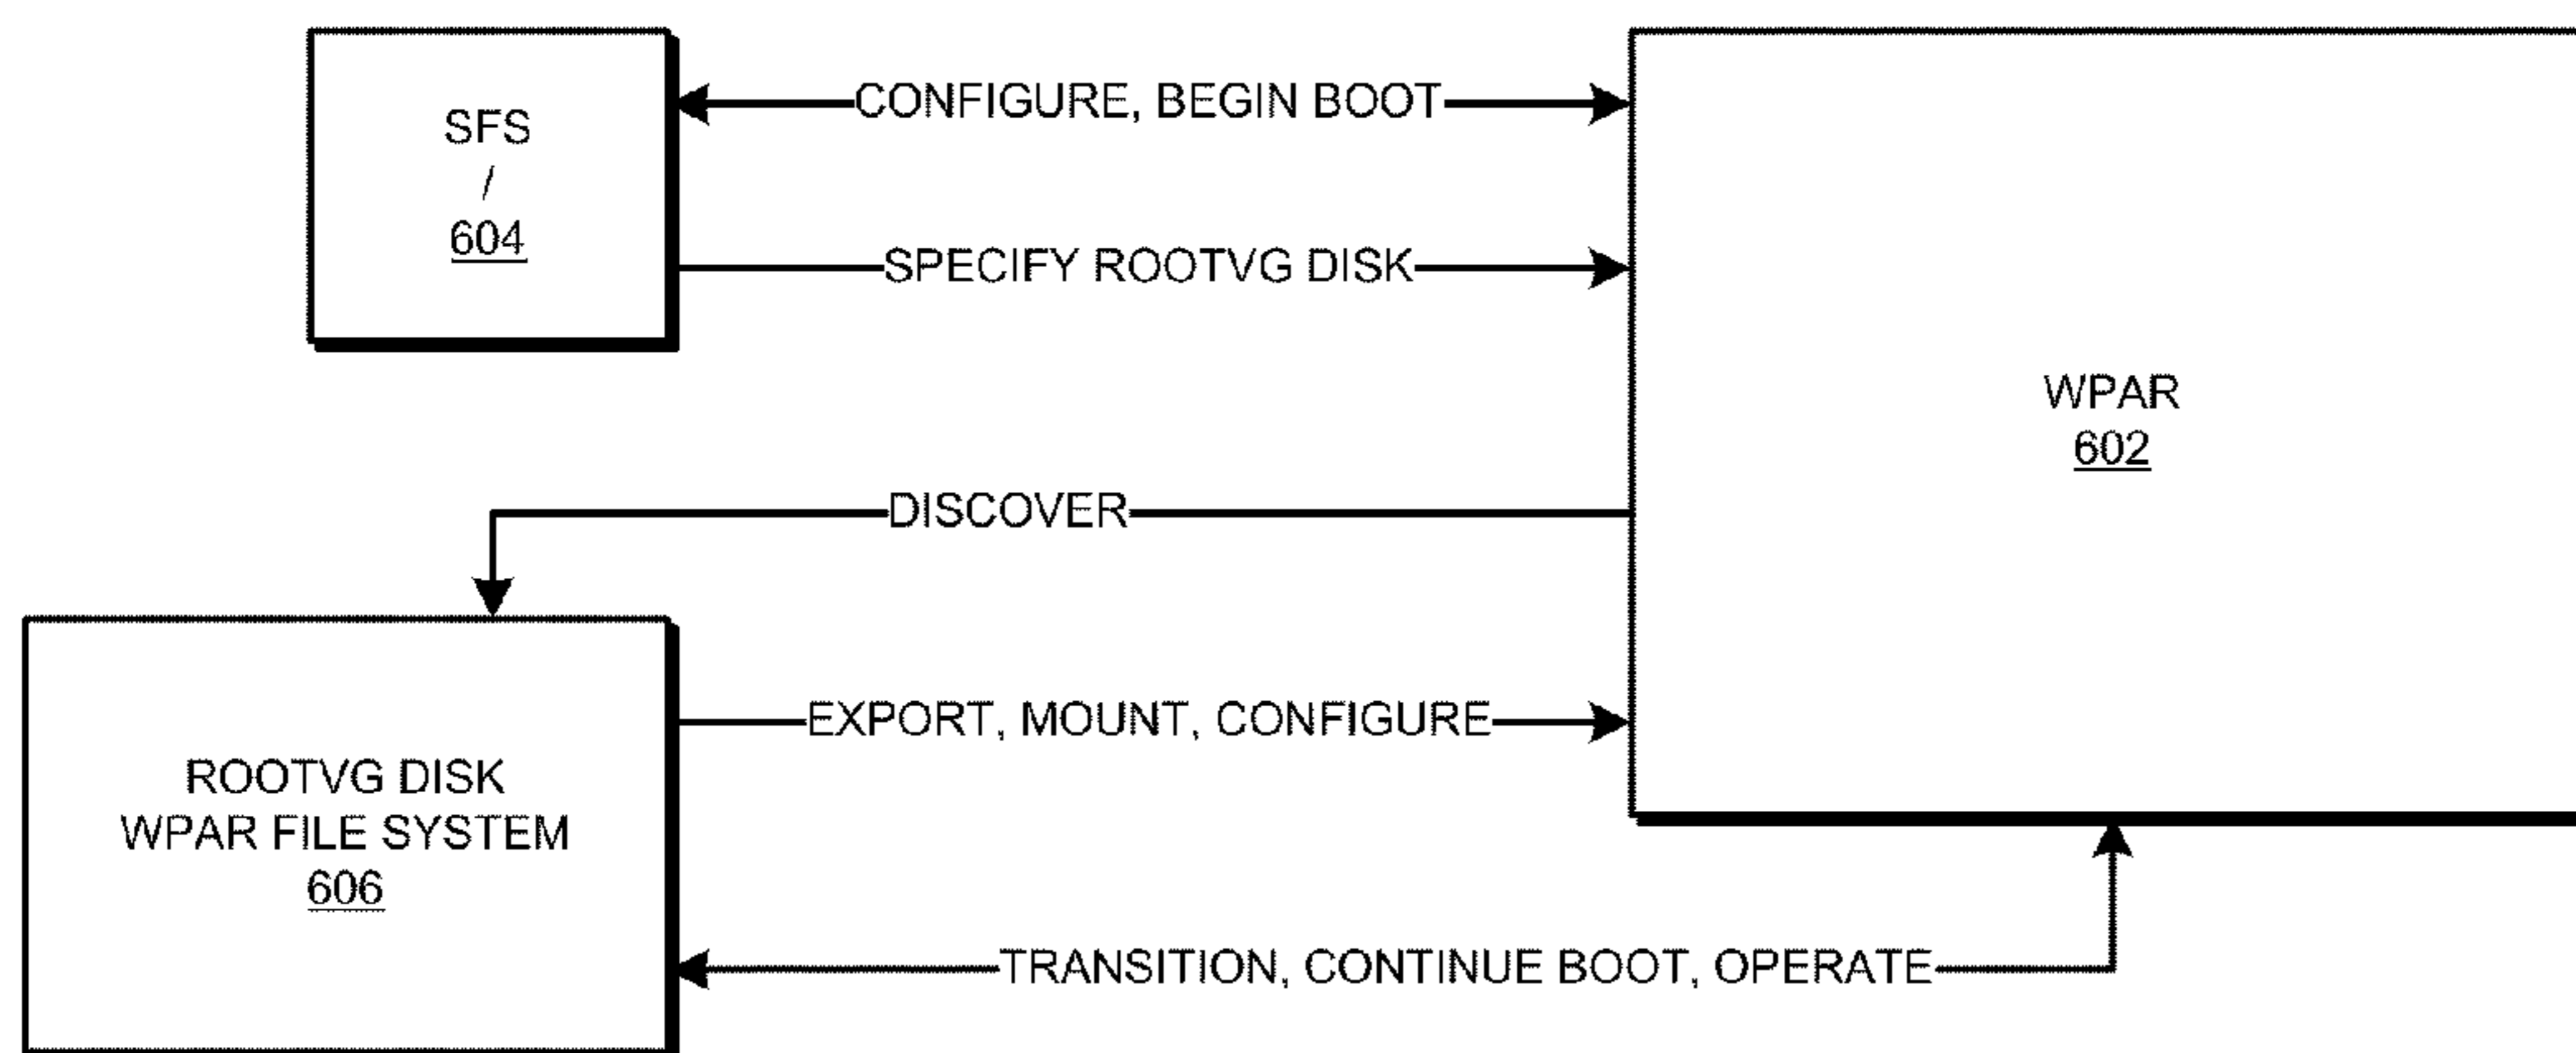 SFS
/
604
CONFIGURE, BEGIN BOOT
SPECIFY ROOTVG DISK
WPAR
602
DISCOVER
EXPORT, MOUNT, CONFIGURE
ROOTVG DISK
WPAR FILE SYSTEM
606
TRANSITION, CONTINUE BOOT, OPERATE